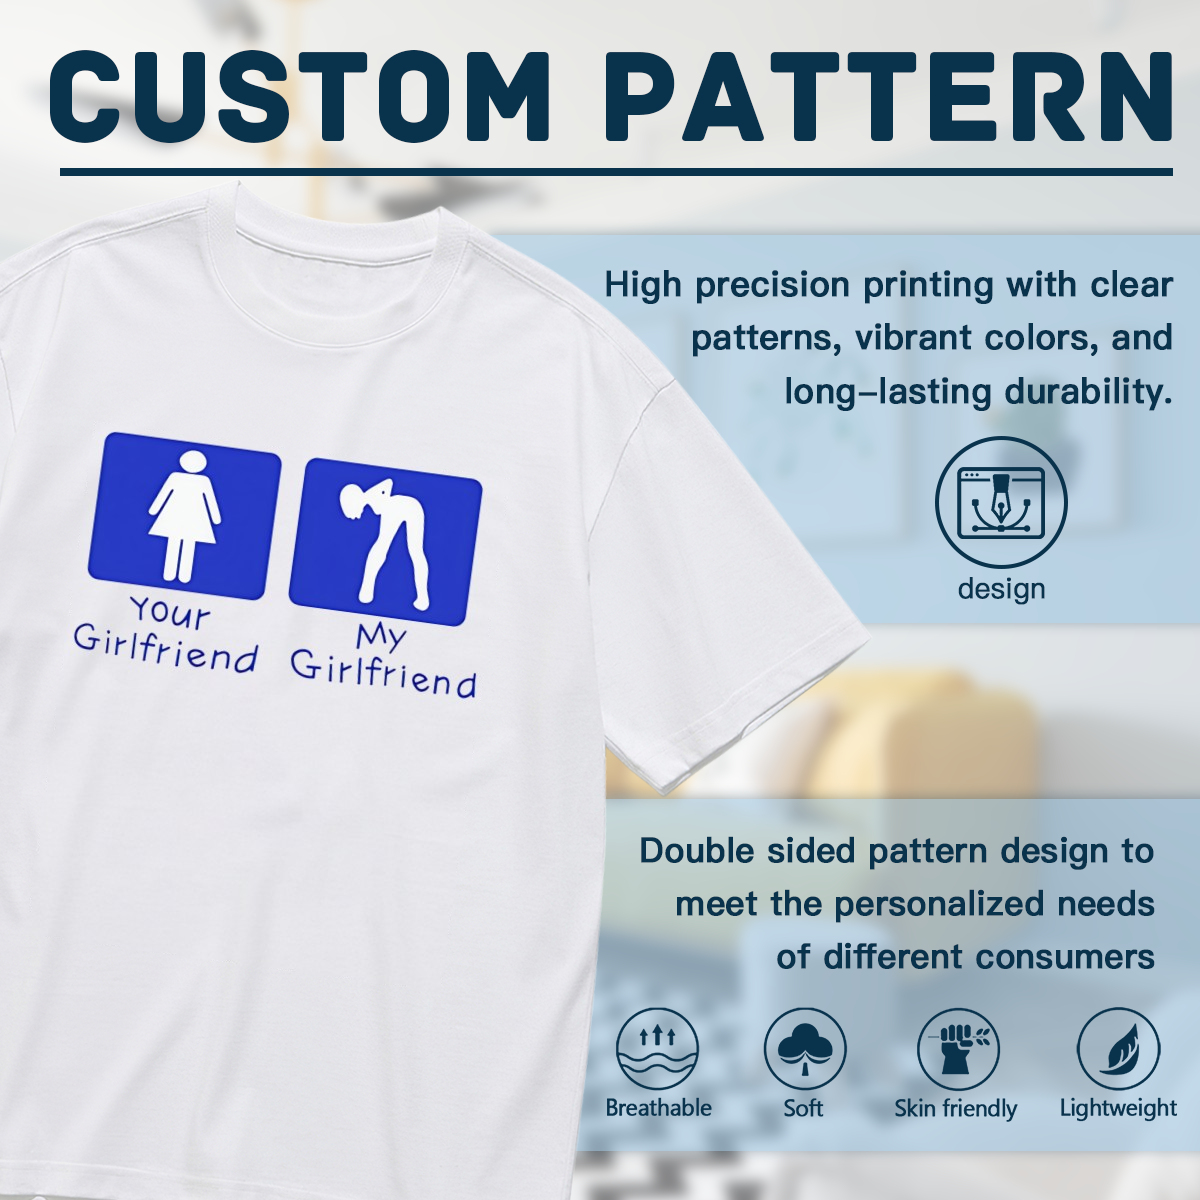 CUSTOM PATTERN
High precision printing with clear
patterns, vibrant colors, and
long-lasting durability.
design
Your
Girlfriend
My
Girlfriend
Double sided pattern design to
meet the personalized needs
of different consumers
Breathable
Soft
Skin friendly
Lightweight